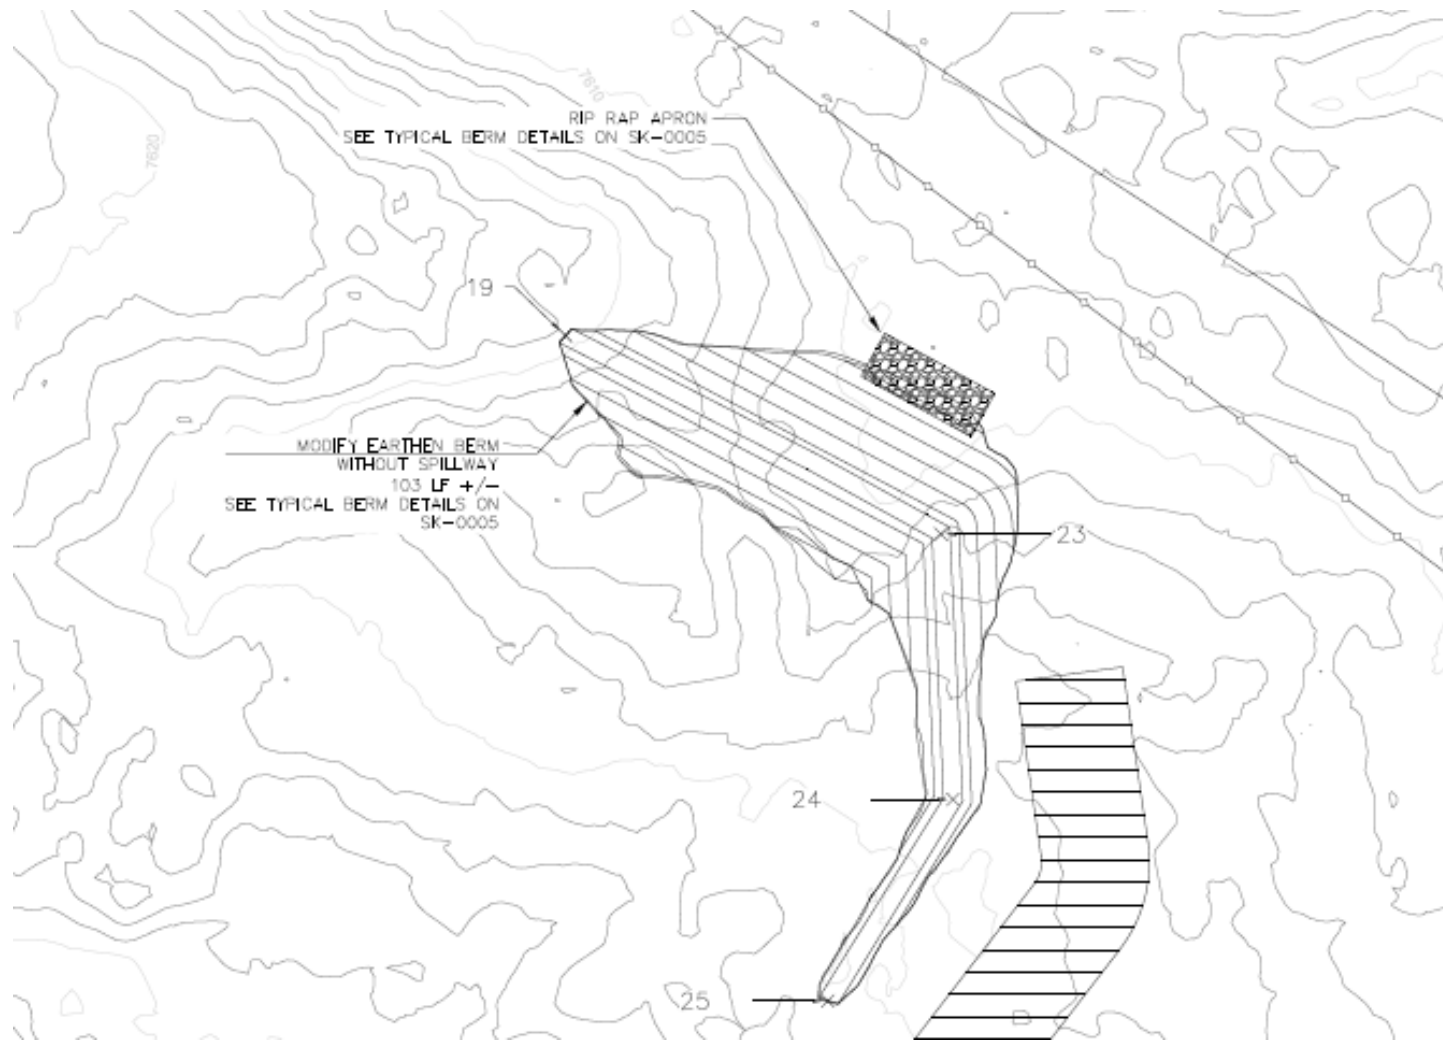 7610
RIP RAP APRON
SEE TYPICAL BERM DETAILS ON SK-0005
7620
19
MODIFY EARTHEN BERM
WITHOUT SPILLWAY
103 LF +/-
SEE TYPICAL BERM DETAILS ON
SK-0005
23
24
25